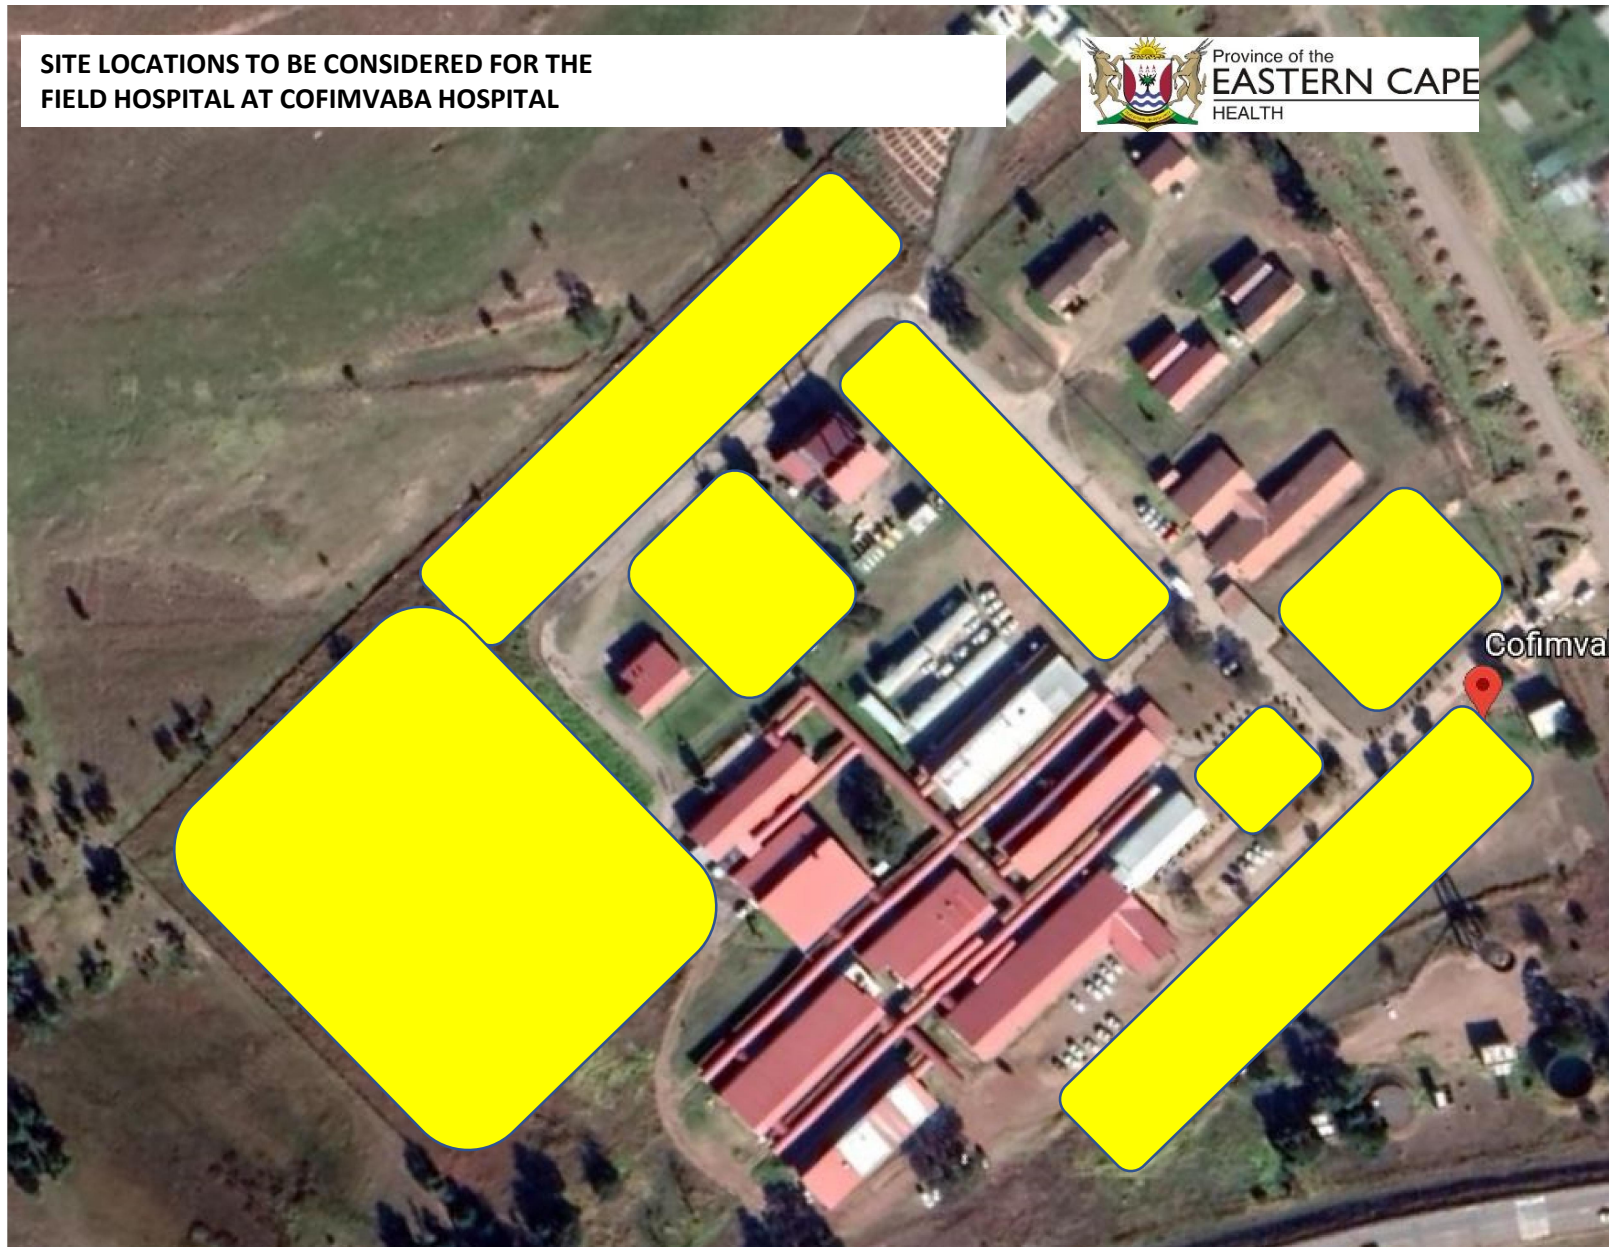 SITE LOCATIONS TO BE CONSIDERED FOR THE
FIELD HOSPITAL AT COFIMVABA HOSPITAL
Province of the
EASTERN CAPE
HEALTH
Cofimva